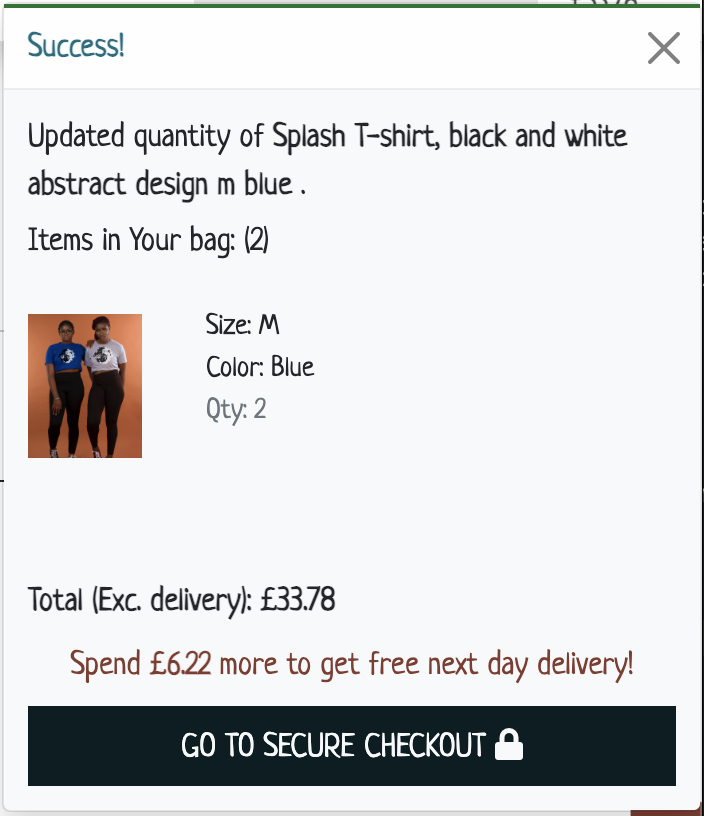 Success!
Updated quantity of Splash T-shirt, black and white
abstract design m blue .
Items in Your bag: (2)
Size: M
Color: Blue
Qty: 2
Total (Exc. delivery): £33.78
Spend £6.22 more to get free next day delivery!
GO TO SECURE CHECKOUT